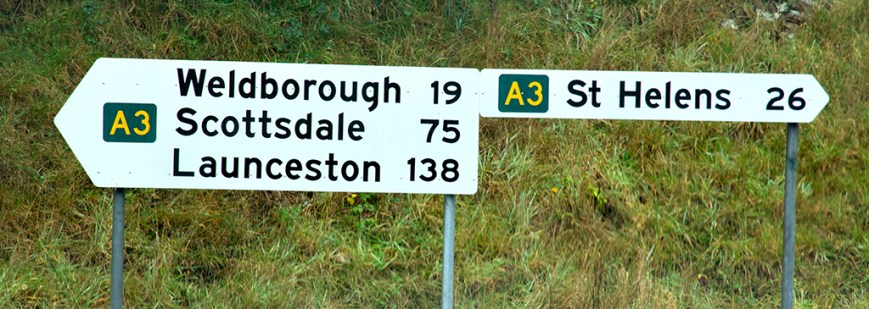 Weldborough 19
A3 Scottsdale 75
Launceston 138
A3 St Helens 26